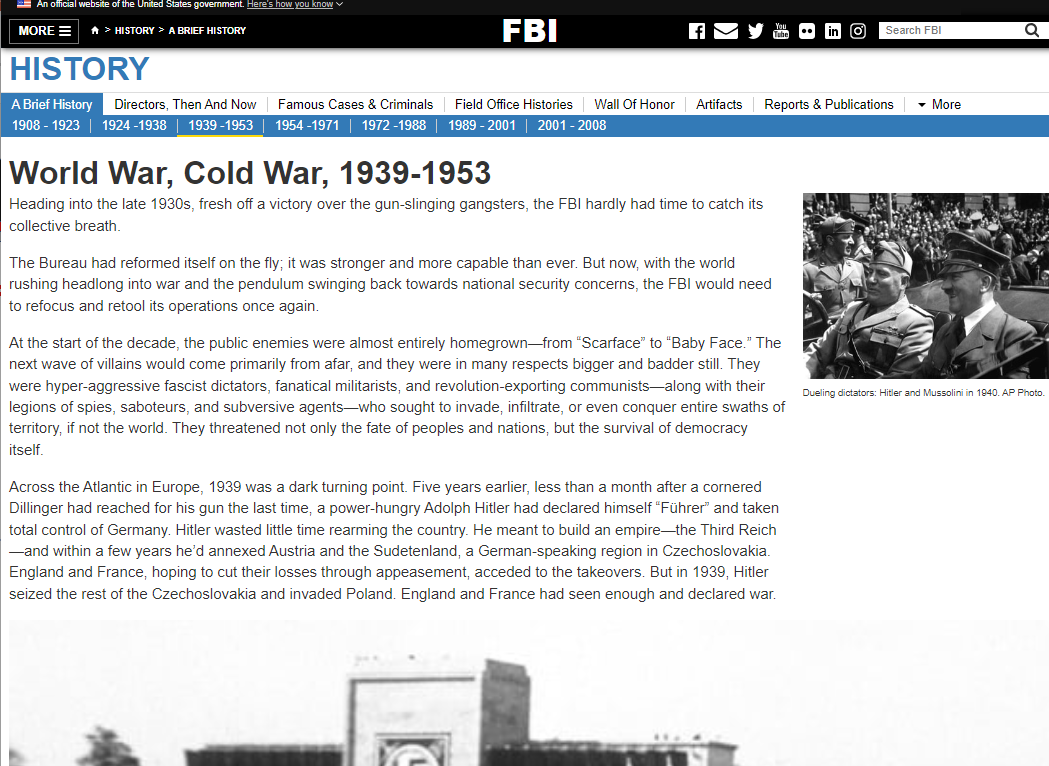 An official website of the United States government. Here's how you know
MORE
> HISTORY > A BRIEF HISTORY
FBI
You
Tube
in
Search FBI
HISTORY
A Brief History
Directors, Then And Now
Famous Cases & Criminals
Field Office Histories
Wall Of Honor
Artifacts
Reports & Publications
More
1908 - 1923
1924 -1938
1939 -1953
1954 -1971
1972 -1988
1989 - 2001
2001 - 2008
World War, Cold War, 1939-1953
Heading into the late 1930s, fresh off a victory over the gun-slinging gangsters, the FBI hardly had time to catch its
collective breath.
The Bureau had reformed itself on the fly; it was stronger and more capable than ever. But now, with the world
rushing headlong into war and the pendulum swinging back towards national security concerns, the FBI would need
to refocus and retool its operations once again.
At the start of the decade, the public enemies were almost entirely homegrown—from “Scarface” to “Baby Face.” The
next wave of villains would come primarily from afar, and they were in many respects bigger and badder still. They
were hyper-aggressive fascist dictators, fanatical militarists, and revolution-exporting communists—along with their
legions of spies, saboteurs, and subversive agents—who sought to invade, infiltrate, or even conquer entire swaths of
territory, if not the world. They threatened not only the fate of peoples and nations, but the survival of democracy
itself.
Across the Atlantic in Europe, 1939 was a dark turning point. Five years earlier, less than a month after a cornered
Dillinger had reached for his gun the last time, a power-hungry Adolph Hitler had declared himself “Führer” and taken
total control of Germany. Hitler wasted little time rearming the country. He meant to build an empire—the Third Reich
—and within a few years he’d annexed Austria and the Sudetenland, a German-speaking region in Czechoslovakia.
England and France, hoping to cut their losses through appeasement, acceded to the takeovers. But in 1939, Hitler
seized the rest of the Czechoslovakia and invaded Poland. England and France had seen enough and declared war.
Dueling dictators: Hitler and Mussolini in 1940. AP Photo.